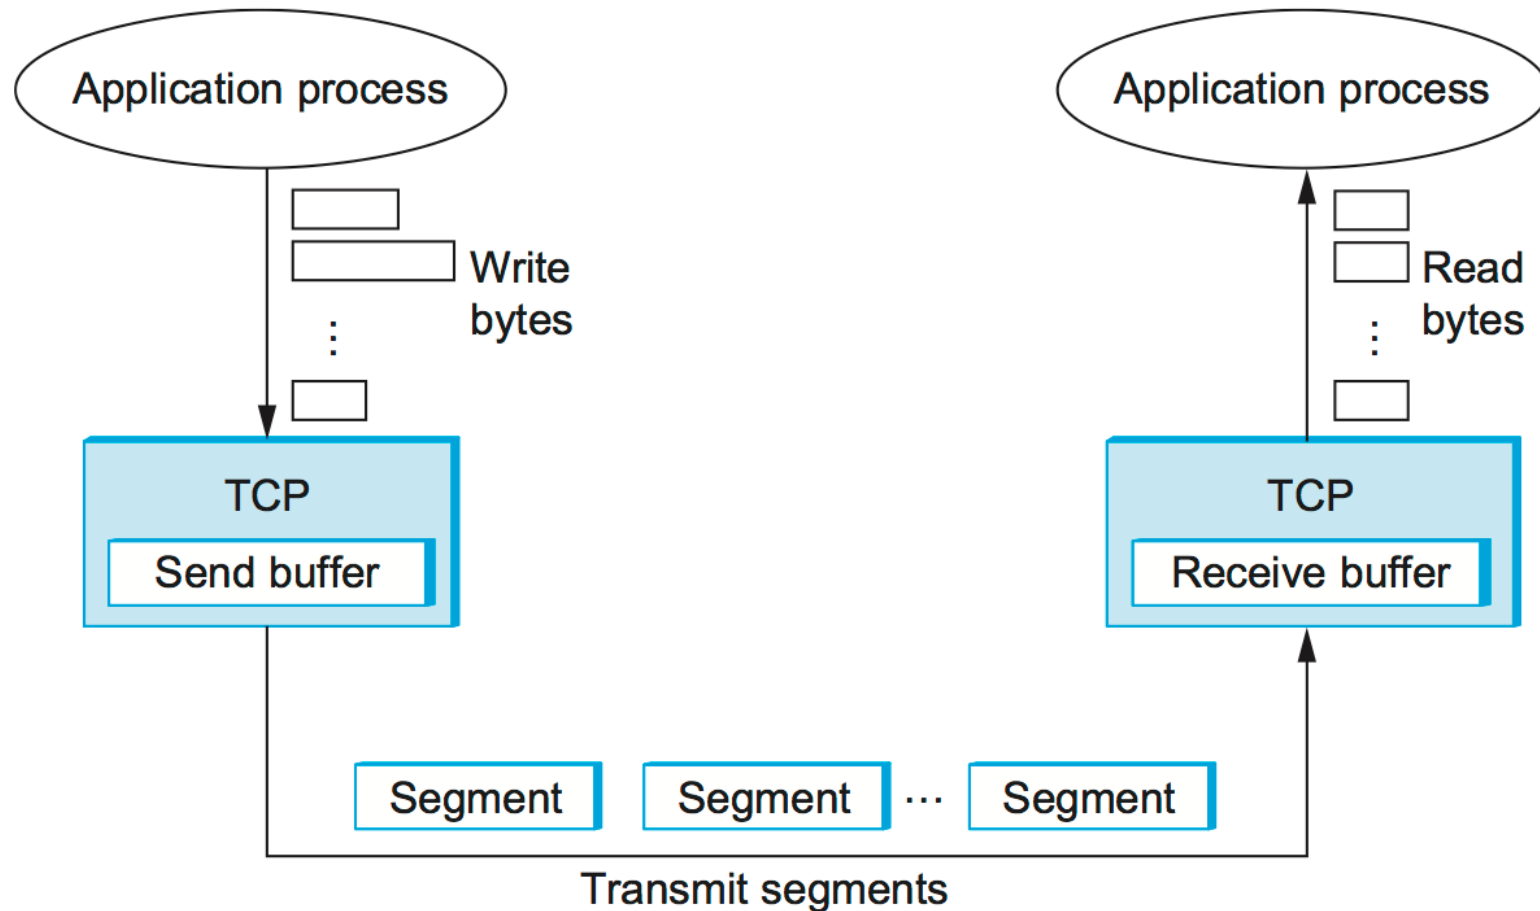 Application process
Application process
Write
bytes
Read
bytes
TCP
Send buffer
TCP
Receive buffer
Segment
Segment
...
Segment
Transmit segments